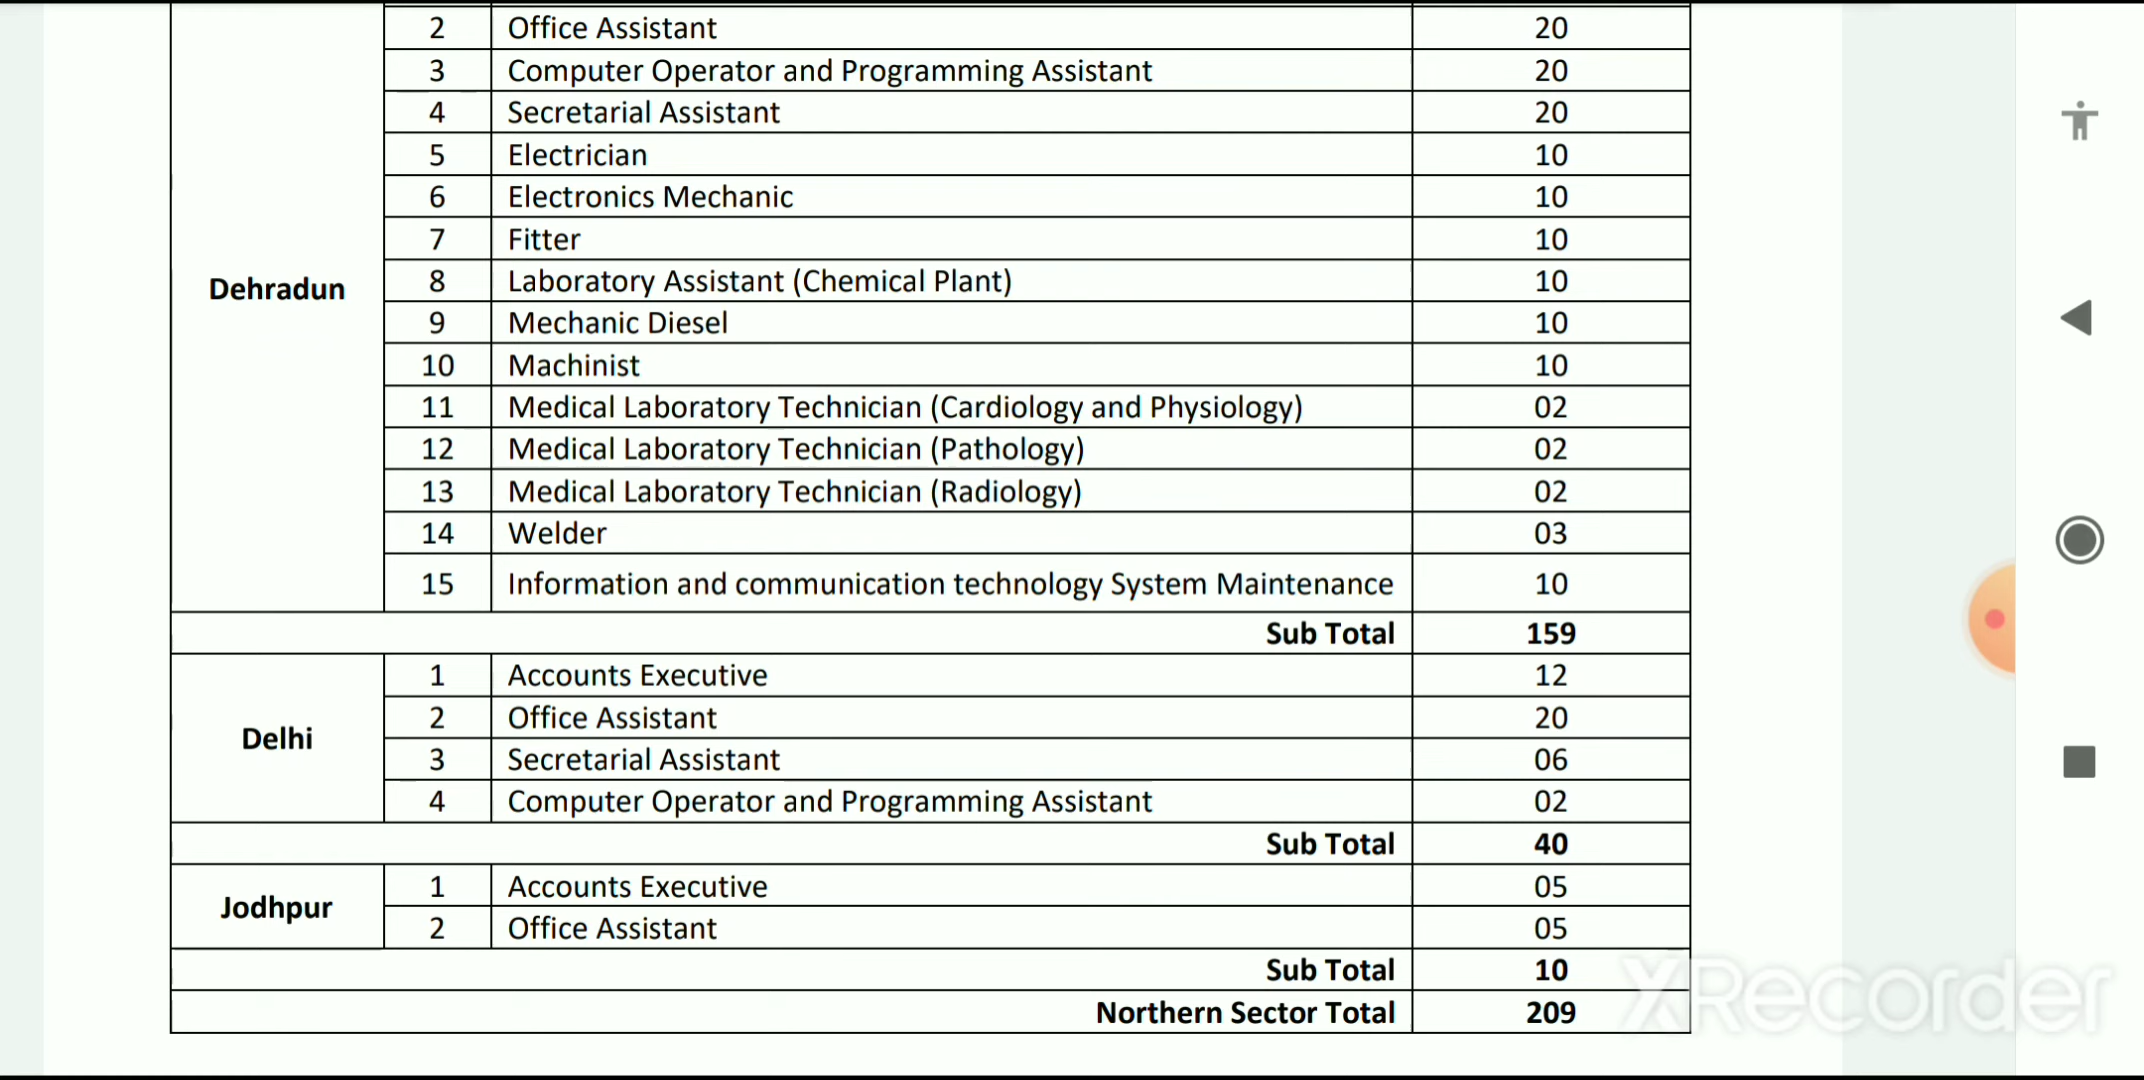 2 Office Assistant 20
3 Computer Operator and Programming Assistant 20
4 Secretarial Assistant 20
5 Electrician 10
6 Electronics Mechanic 10
7 Fitter 10
Dehradun 8 Laboratory Assistant (Chemical Plant) 10
9 Mechanic Diesel 10
10 Machinist 10
11 Medical Laboratory Technician (Cardiology and Physiology) 02
12 Medical Laboratory Technician (Pathology) 02
13 Medical Laboratory Technician (Radiology) 02
14 Welder 03
15 Information and communication technology System Maintenance 10
Sub Total 159
1 Accounts Executive 12
2 Office Assistant 20
Delhi
3 Secretarial Assistant 06
4 Computer Operator and Programming Assistant 02
Sub Total 40
1 Accounts Executive 05
Jodhpur
2 Office Assistant 05
Sub Total 10
Northern Sector Total 209
XRecorder